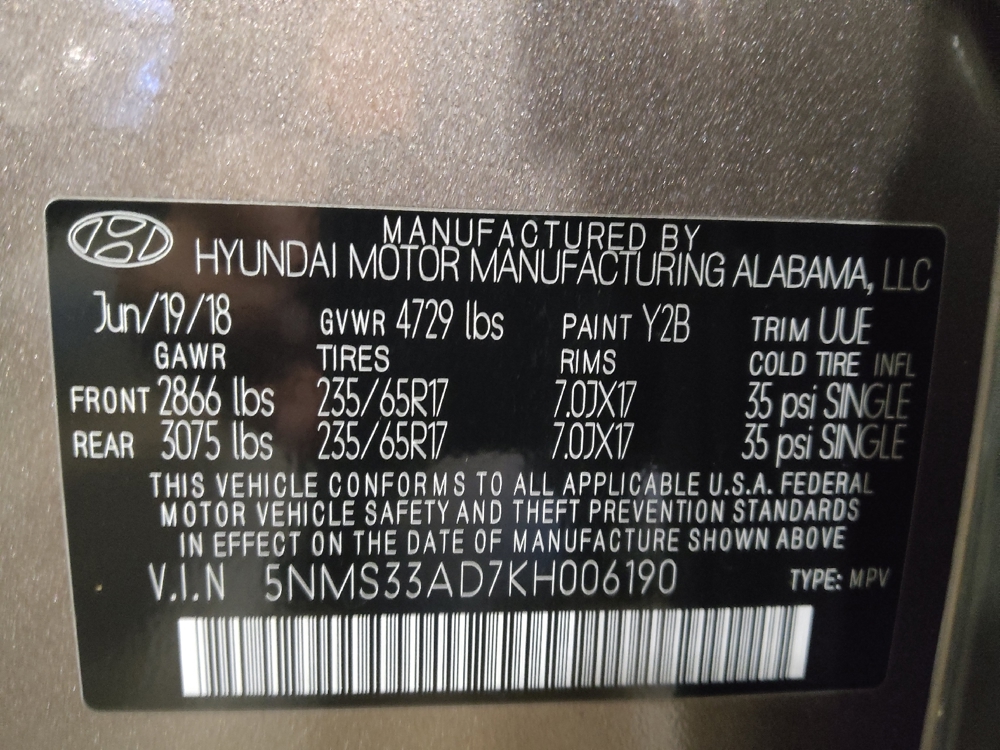 MANUFACTURED BY
HYUNDAI MOTOR MANUFACTURING ALABAMA, LLC
Jun/19/18 GVWR 4729 lbs PAINT Y2B TRIM UUE
GAWR TIRES RIMS COLD TIRE INFL
FRONT 2866 lbs 235/65R17 7.0JX17 35 psi SINGLE
REAR 3075 lbs 235/65R17 7.0JX17 35 psi SINGLE
THIS VEHICLE CONFORMS TO ALL APPLICABLE U.S.A. FEDERAL
MOTOR VEHICLE SAFETY AND THEFT PREVENTION STANDARDS
IN EFFECT ON THE DATE OF MANUFACTURE SHOWN ABOVE
V.I.N 5NMS33AD7KH006190 TYPE: MPV